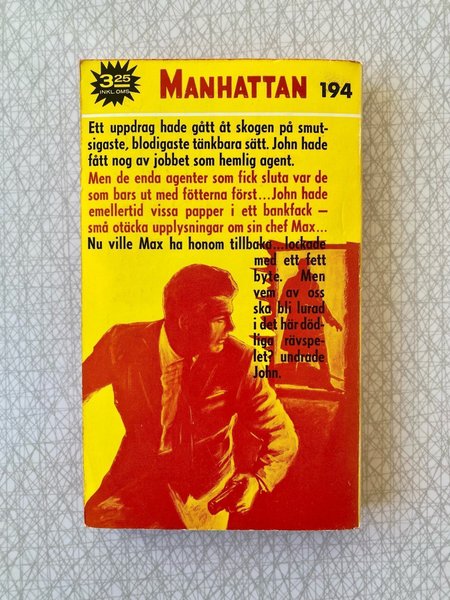 3.25
INKL. OMS.
MANHATTAN 194
Ett uppdrag hade gått åt skogen på smut-
sigaste, blodigaste tänkbara sätt. John hade
fått nog av jobbet som hemlig agent.
Men de enda agenter som fick sluta var de
som bars ut med fötterna först...John hade
emellertid vissa papper i ett bankfack –
små otäcka upplysningar om sin chef Max...
Nu ville Max ha honom tillbaka...lockade
med ett fett
byte. Men
vem av oss
ska bli lurad
i det här död-
liga rävspe-
let? undrade
John.